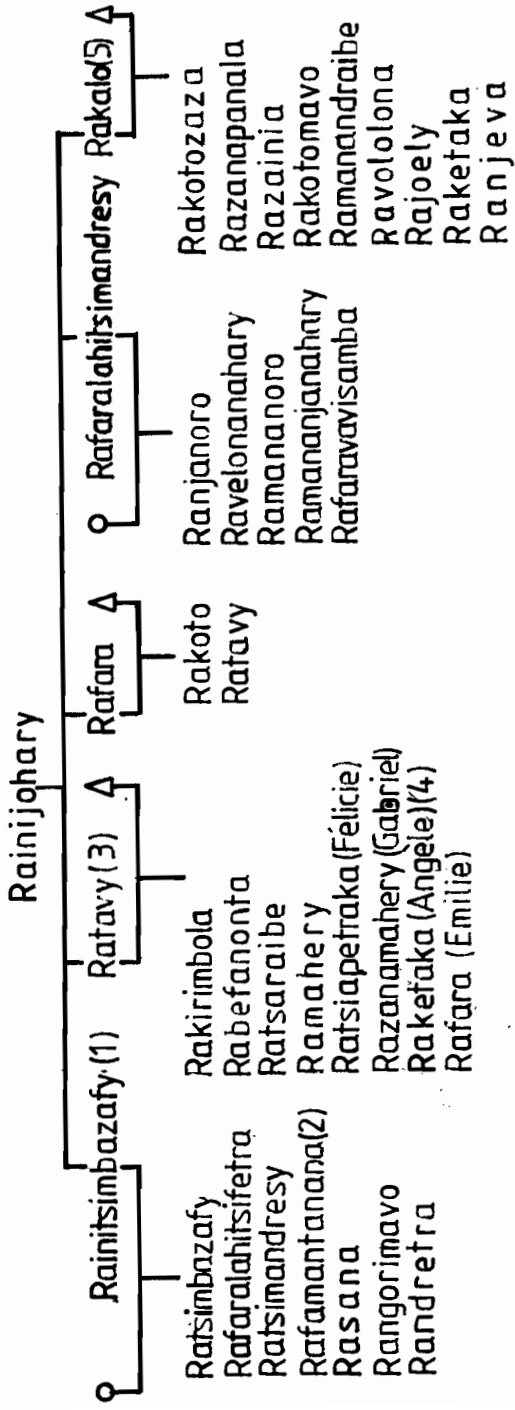 Rainijohary
Rainitsimbazafy (1)
Ratavy (3)
Rafara
Rafaralahitsimandresy
Rakalo (5)
Ratsimbazafy
Rafaralahitsifetra
Ratsimandresy
Rafamantanana (2)
Rasana
Rangorimavo
Randretra
Rakirimbola
Rabefanonta
Ratsaraibe
Ramahery
Ratsiapetraka (Félicie)
Razanamahery (Gabriel)
Raketaka (Angèle) (4)
Rafara (Emilie)
Rakoto
Ratavy
Ranjanoro
Ravelonanahary
Ramananoro
Ramananjanahary
Rafaravavisamba
Rakotozaza
Razanapanala
Razainia
Rakotomavo
Ramanandraibe
Ravololona
Rajoely
Raketaka
Ranjeva